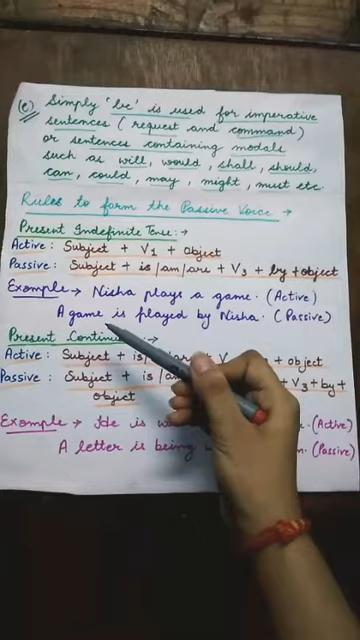 (e) Simply 'be' is used for imperative
sentences (request and command)
or sentences containing modals
such as will, would, shall, should,
can, could, may, might, must etc.
Rules to form the Passive Voice →
Present Indefinite Tense :→
Active: Subject + V1 + object
Passive: Subject + is/am/are + V3 + by + object
Example → Nisha plays a game. (Active)
A game is played by Nisha. (Passive)
Present
Active: Subject + is/ + object
Passive: Subject + is/ + V3 + by +
object
Example → is (Active)
A letter is being (Passive)